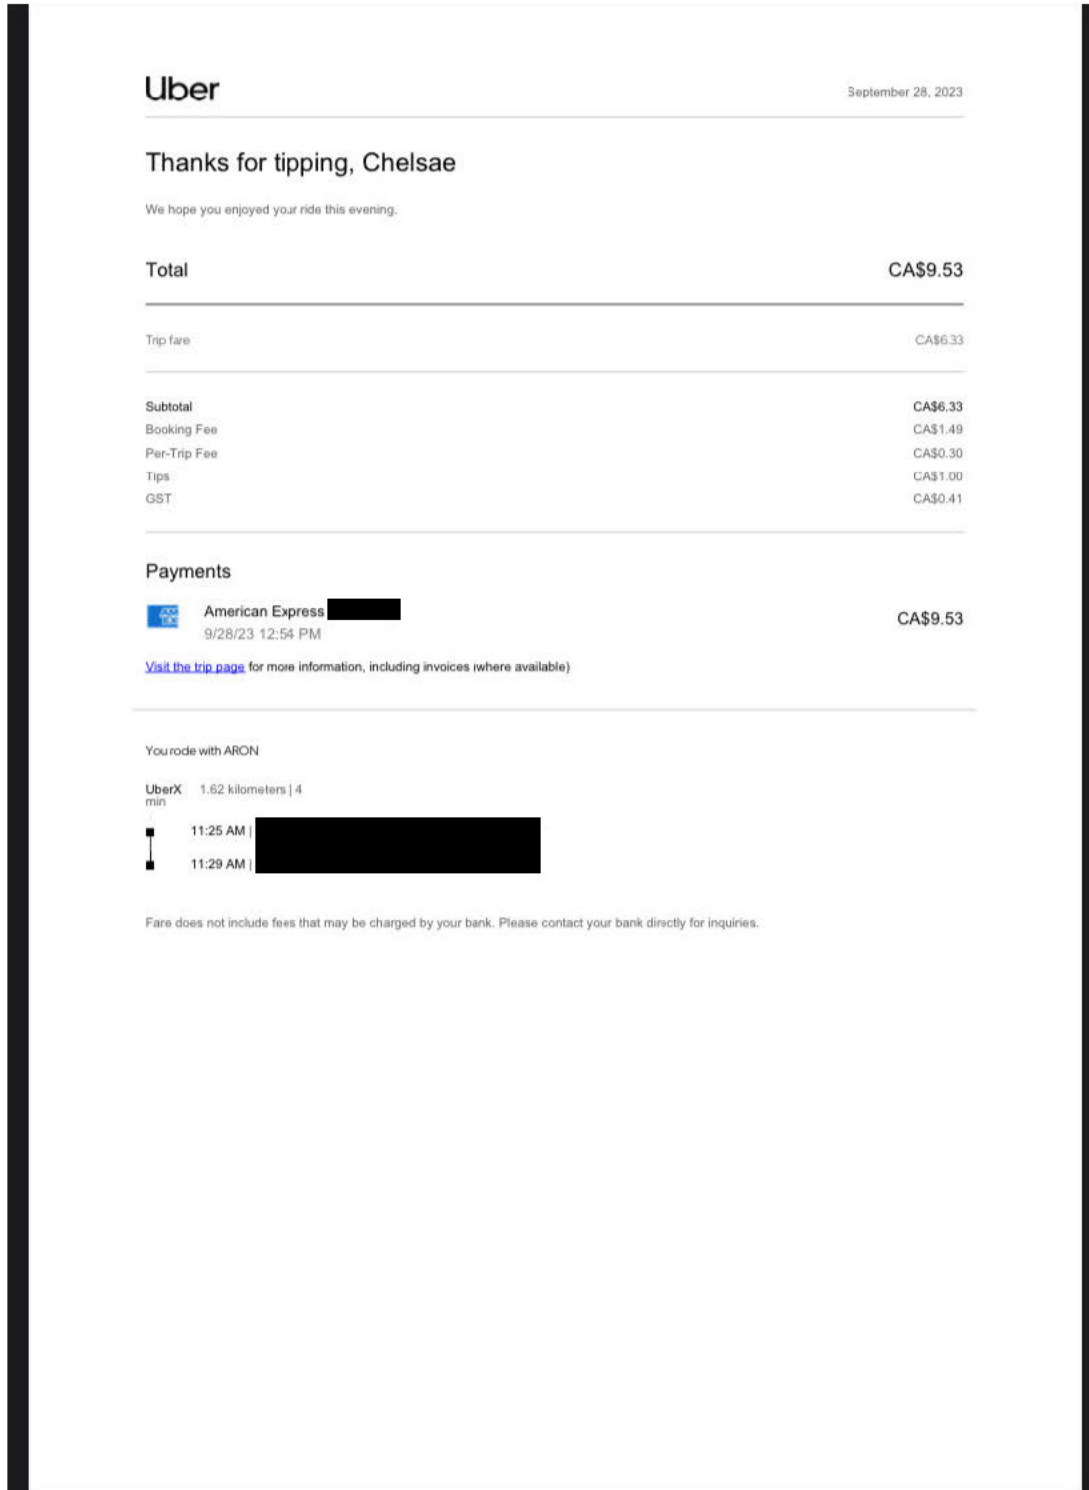 Uber
September 28, 2023
Thanks for tipping, Chelsae
We hope you enjoyed your ride this evening.
Total CA$9.53
Trip fare CA$6.33
Subtotal CA$6.33
Booking Fee CA$1.49
Per-Trip Fee CA$0.30
Tips CA$1.00
GST CA$0.41
Payments
American Express
CA$9.53
9/28/23 12:54 PM
Visit the trip page for more information, including invoices (where available)
You rode with ARON
UberX 1.62 kilometers | 4
min
11:25 AM |
11:29 AM |
Fare does not include fees that may be charged by your bank. Please contact your bank directly for inquiries.